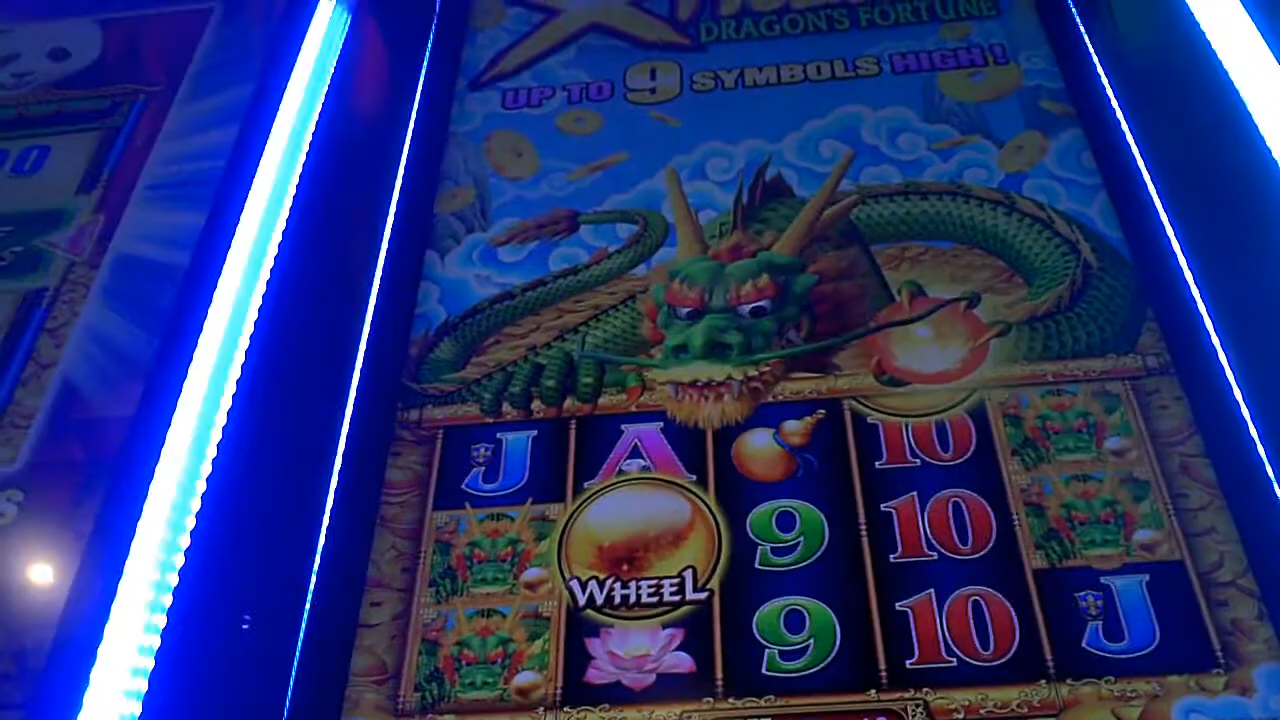 DRAGON'S FORTUNE
UP TO 9 SYMBOLS HIGH!
J A 10
WHEEL 9 10
9 10 J